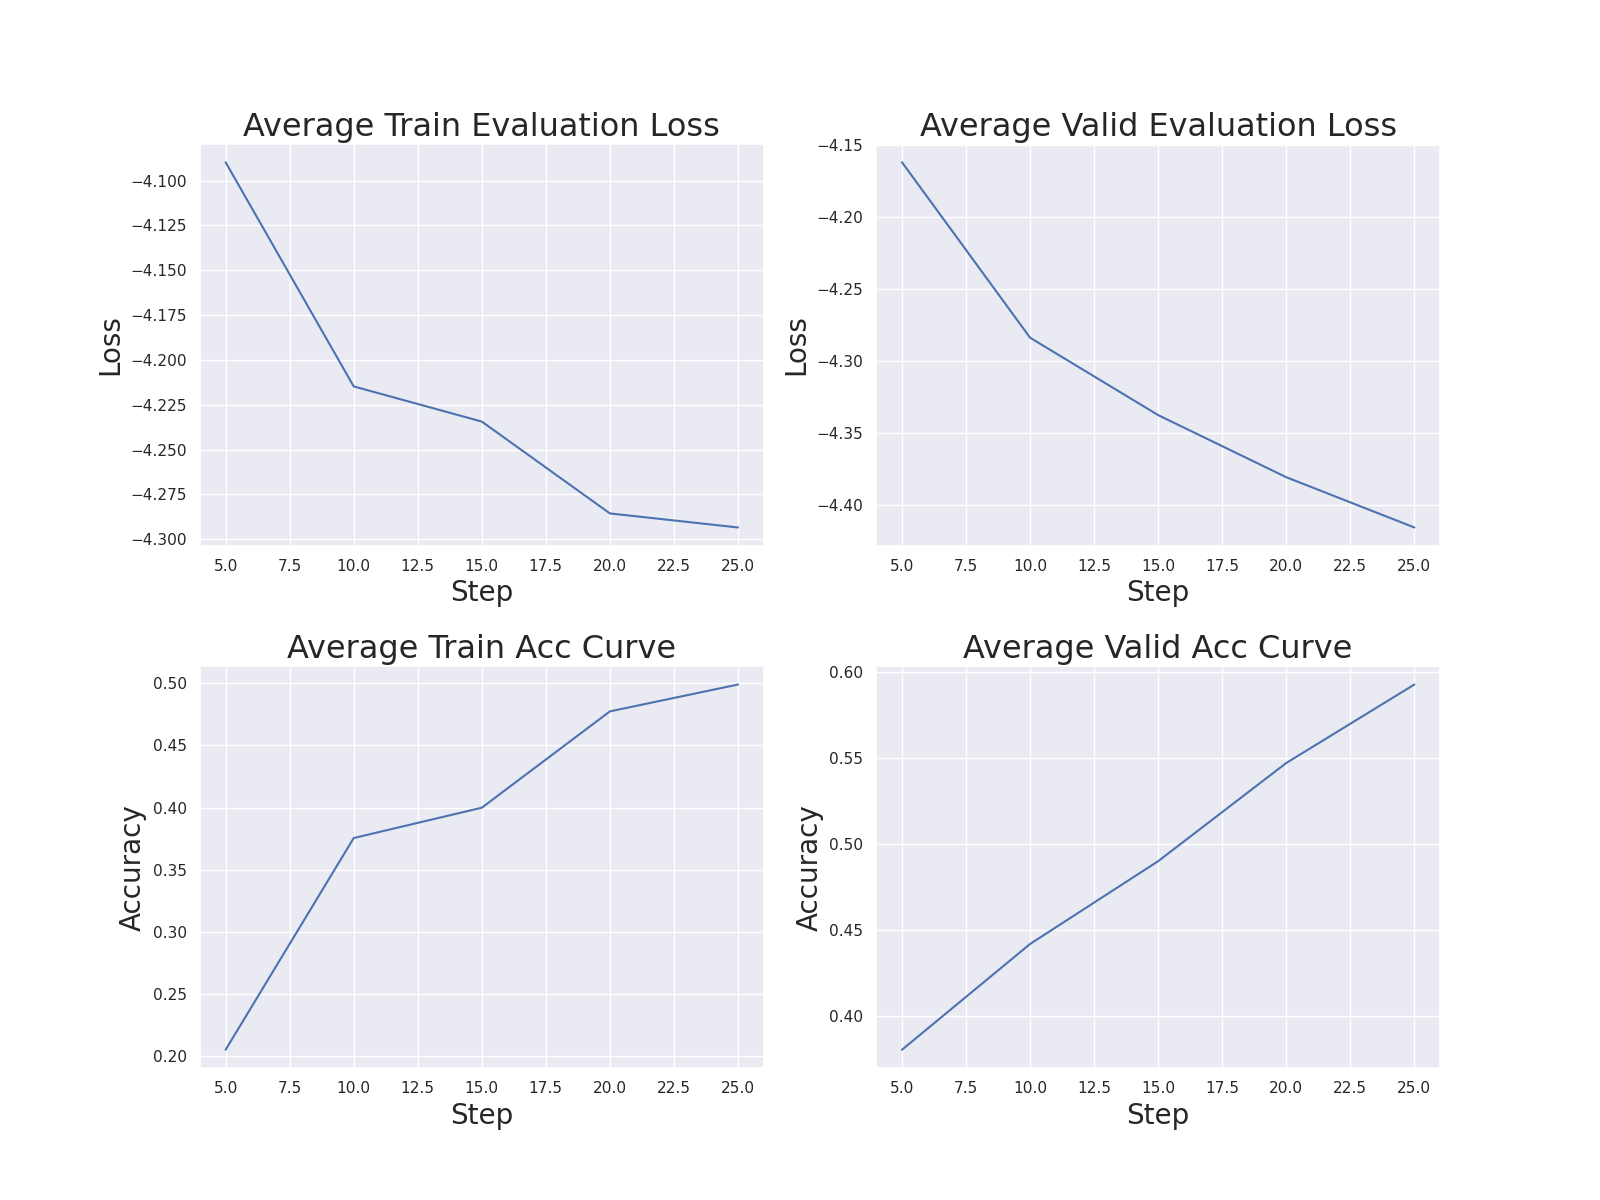 Average Train Evaluation Loss
−4.100
−4.125
−4.150
−4.175
−4.200
−4.225
−4.250
−4.275
−4.300
Loss
5.0 7.5 10.0 12.5 15.0 17.5 20.0 22.5 25.0
Step
Average Valid Evaluation Loss
−4.15
−4.20
−4.25
−4.30
−4.35
−4.40
Loss
5.0 7.5 10.0 12.5 15.0 17.5 20.0 22.5 25.0
Step
Average Train Acc Curve
0.50
0.45
0.40
0.35
0.30
0.25
0.20
Accuracy
5.0 7.5 10.0 12.5 15.0 17.5 20.0 22.5 25.0
Step
Average Valid Acc Curve
0.60
0.55
0.50
0.45
0.40
Accuracy
5.0 7.5 10.0 12.5 15.0 17.5 20.0 22.5 25.0
Step